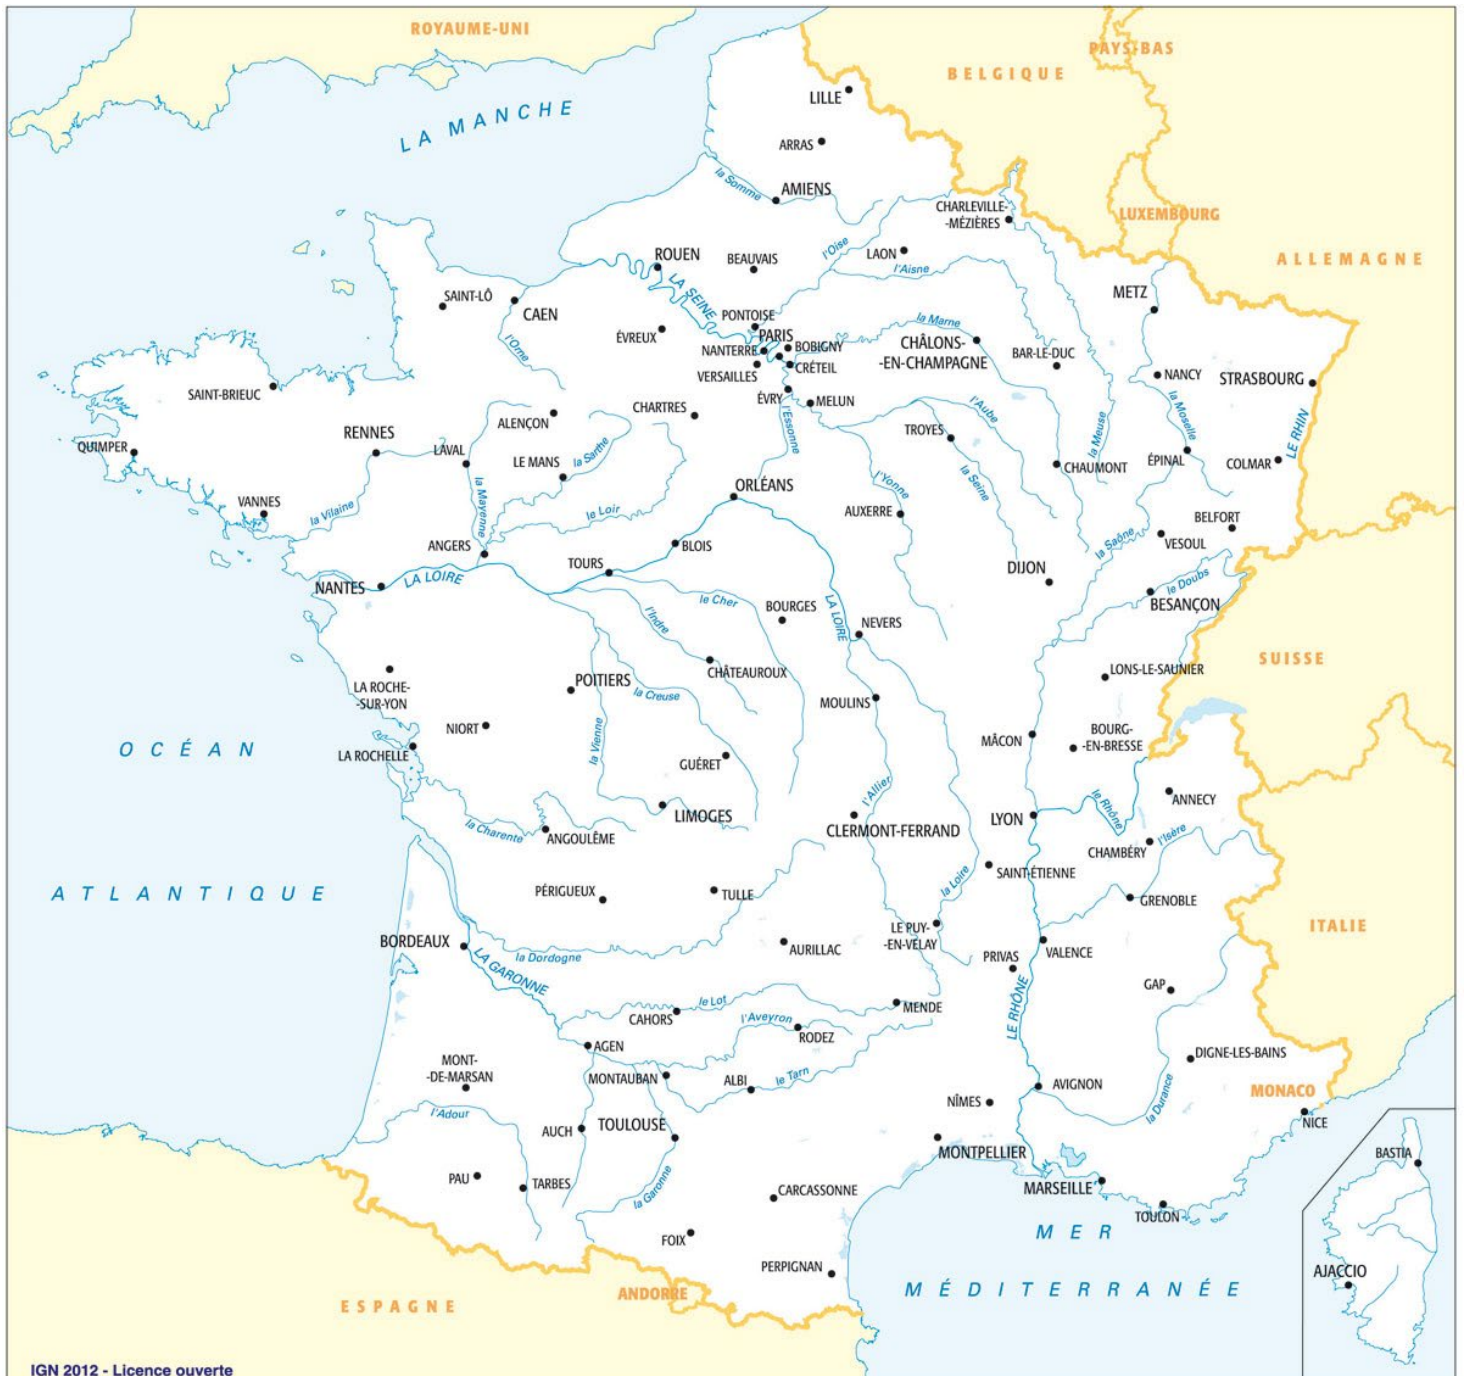 ROYAUME-UNI
PAYS-BAS
BELGIQUE
LILLE
LA MANCHE
ARRAS
la Somme
AMIENS
CHARLEVILLE-
-MÉZIÈRES
LUXEMBOURG
ALLEMAGNE
ROUEN
BEAUVAIS
l'Oise
LAON
l'Aisne
LA SEINE
METZ
SAINT-LÔ
CAEN
PONTOISE
la Marne
ÉVREUX
PARIS
NANTERRE
BOBIGNY
CHÂLONS-
-EN-CHAMPAGNE
BAR-LE-DUC
l'Orne
VERSAILLES
CRÉTEIL
NANCY
STRASBOURG
SAINT-BRIEUC
ÉVRY
MELUN
CHARTRES
l'Essonne
l'Aube
la Moselle
ALENÇON
TROYES
la Meuse
LE RHIN
RENNES
QUIMPER
LAVAL
la Sarthe
LE MANS
la Seine
CHAUMONT
ÉPINAL
COLMAR
ORLÉANS
l'Yonne
VANNES
la Vilaine
la Mayenne
le Loir
AUXERRE
BELFORT
ANGERS
BLOIS
la Saône
VESOUL
TOURS
DIJON
NANTES
LA LOIRE
le Cher
BOURGES
LA LOIRE
le Doubs
BESANÇON
l'Indre
NEVERS
SUISSE
CHÂTEAUROUX
LONS-LE-SAUNIER
LA ROCHE-
-SUR-YON
POITIERS
la Creuse
MOULINS
NIORT
la Vienne
MÂCON
BOURG-
-EN-BRESSE
OCÉAN
LA ROCHELLE
GUÉRET
l'Allier
le Rhône
ANNECY
LIMOGES
CLERMONT-FERRAND
LYON
la Charente
ANGOULÊME
CHAMBÉRY
l'Isère
SAINT-ÉTIENNE
ATLANTIQUE
PÉRIGUEUX
TULLE
la Loire
GRENOBLE
ITALIE
BORDEAUX
LE PUY-
-EN-VELAY
AURILLAC
VALENCE
LA GARONNE
la Dordogne
PRIVAS
GAP
le Lot
MENDE
LE RHÔNE
CAHORS
l'Aveyron
RODEZ
AGEN
DIGNE-LES-BAINS
MONT-
-DE-MARSAN
MONTAUBAN
ALBI
le Tarn
AVIGNON
la Durance
MONACO
NÎMES
l'Adour
AUCH
TOULOUSE
NICE
MONTPELLIER
BASTIA
PAU
TARBES
la Garonne
CARCASSONNE
MARSEILLE
TOULON
MER
FOIX
PERPIGNAN
AJACCIO
MÉDITERRANÉE
ESPAGNE
ANDORRE
IGN 2012 - Licence ouverte